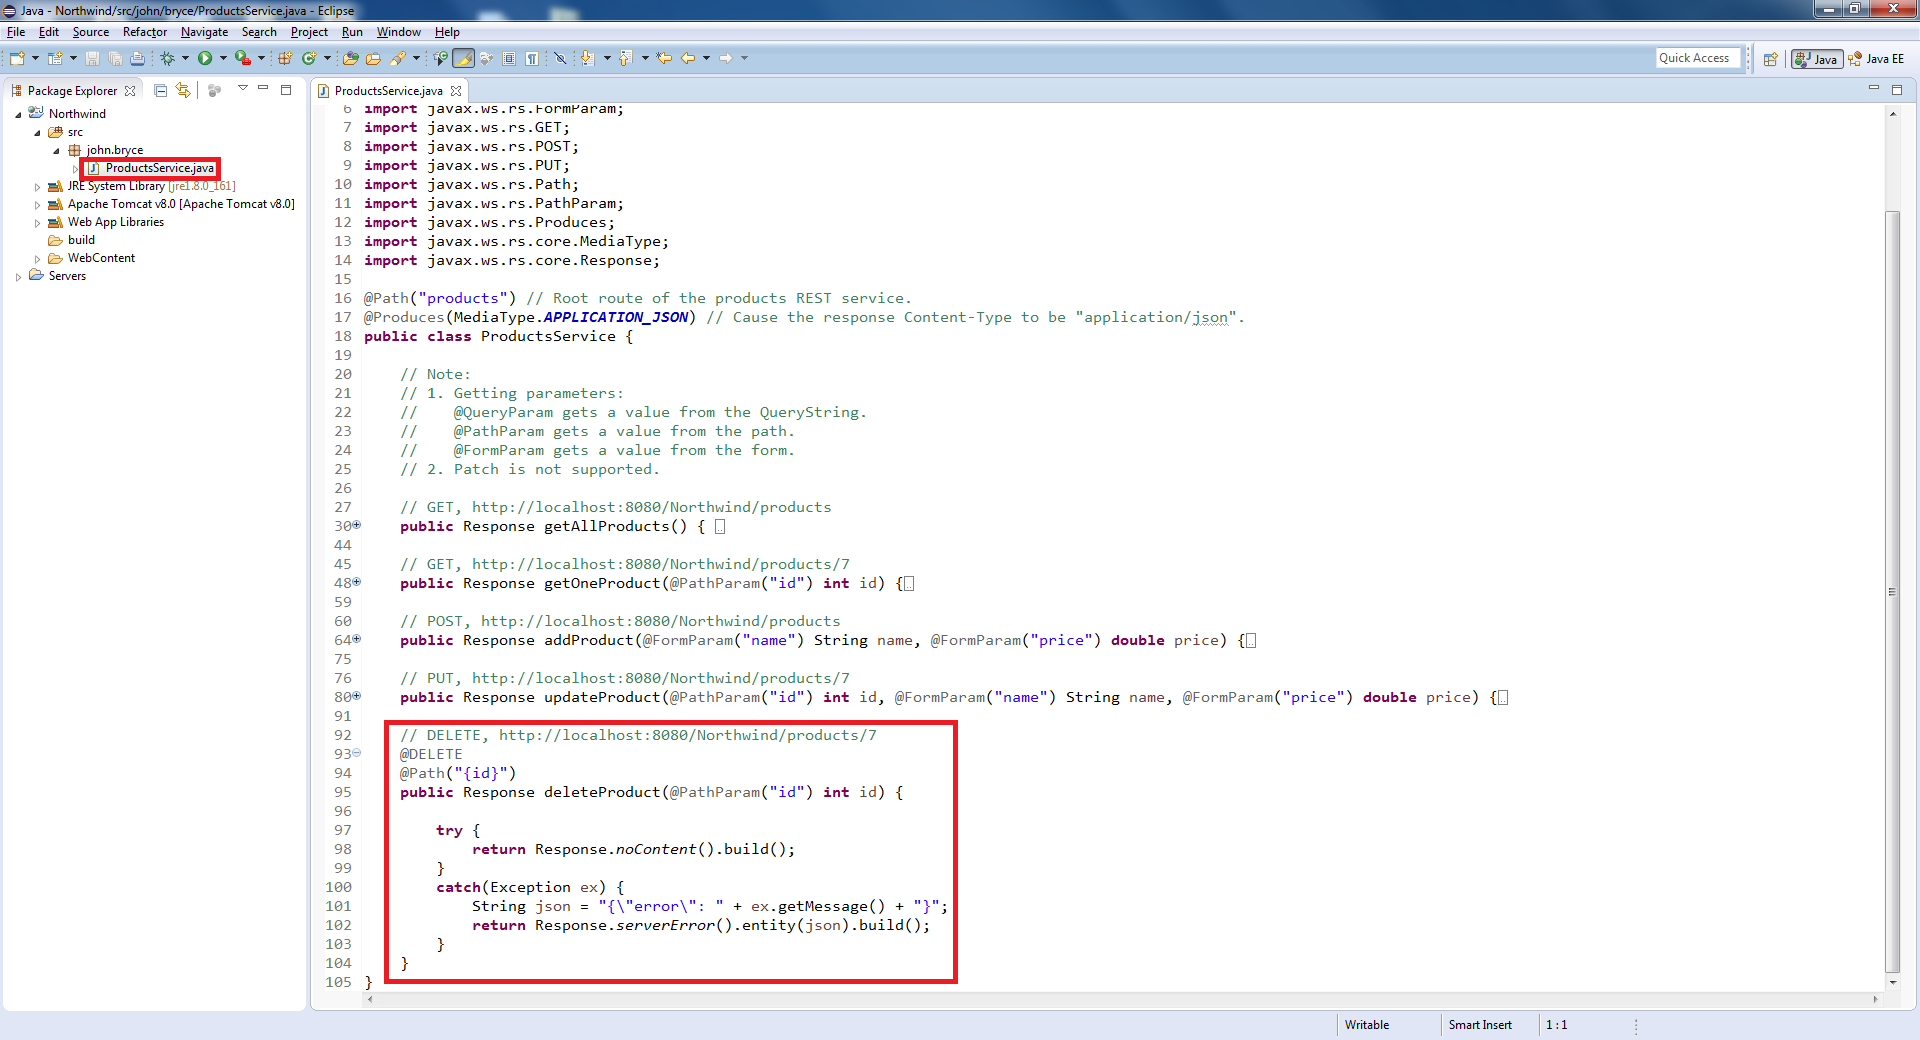 Java - Northwind/src/john/bryce/ProductsService.java - Eclipse
File Edit Source Refactor Navigate Search Project Run Window Help
Quick Access Java Java EE
Package Explorer
Northwind
src
john.bryce
ProductsService.java
JRE System Library [jre1.8.0_161]
Apache Tomcat v8.0 [Apache Tomcat v8.0]
Web App Libraries
build
WebContent
Servers
ProductsService.java
6 import javax.ws.rs.FormParam;
7 import javax.ws.rs.GET;
8 import javax.ws.rs.POST;
9 import javax.ws.rs.PUT;
10 import javax.ws.rs.Path;
11 import javax.ws.rs.PathParam;
12 import javax.ws.rs.Produces;
13 import javax.ws.rs.core.MediaType;
14 import javax.ws.rs.core.Response;
15
16 @Path("products") // Root route of the products REST service.
17 @Produces(MediaType.APPLICATION_JSON) // Cause the response Content-Type to be "application/json".
18 public class ProductsService {
19
20 // Note:
21 // 1. Getting parameters:
22 // @QueryParam gets a value from the QueryString.
23 // @PathParam gets a value from the path.
24 // @FormParam gets a value from the form.
25 // 2. Patch is not supported.
26
27 // GET, http://localhost:8080/Northwind/products
30 public Response getAllProducts() {
44
45 // GET, http://localhost:8080/Northwind/products/7
48 public Response getOneProduct(@PathParam("id") int id) {
59
60 // POST, http://localhost:8080/Northwind/products
64 public Response addProduct(@FormParam("name") String name, @FormParam("price") double price) {
75
76 // PUT, http://localhost:8080/Northwind/products/7
80 public Response updateProduct(@PathParam("id") int id, @FormParam("name") String name, @FormParam("price") double price) {
91
92 // DELETE, http://localhost:8080/Northwind/products/7
93 @DELETE
94 @Path("{id}")
95 public Response deleteProduct(@PathParam("id") int id) {
96
97 try {
98 return Response.noContent().build();
99 }
100 catch(Exception ex) {
101 String json = "{\"error\": " + ex.getMessage() + "}";
102 return Response.serverError().entity(json).build();
103 }
104 }
105 }
Writable Smart Insert 1 : 1